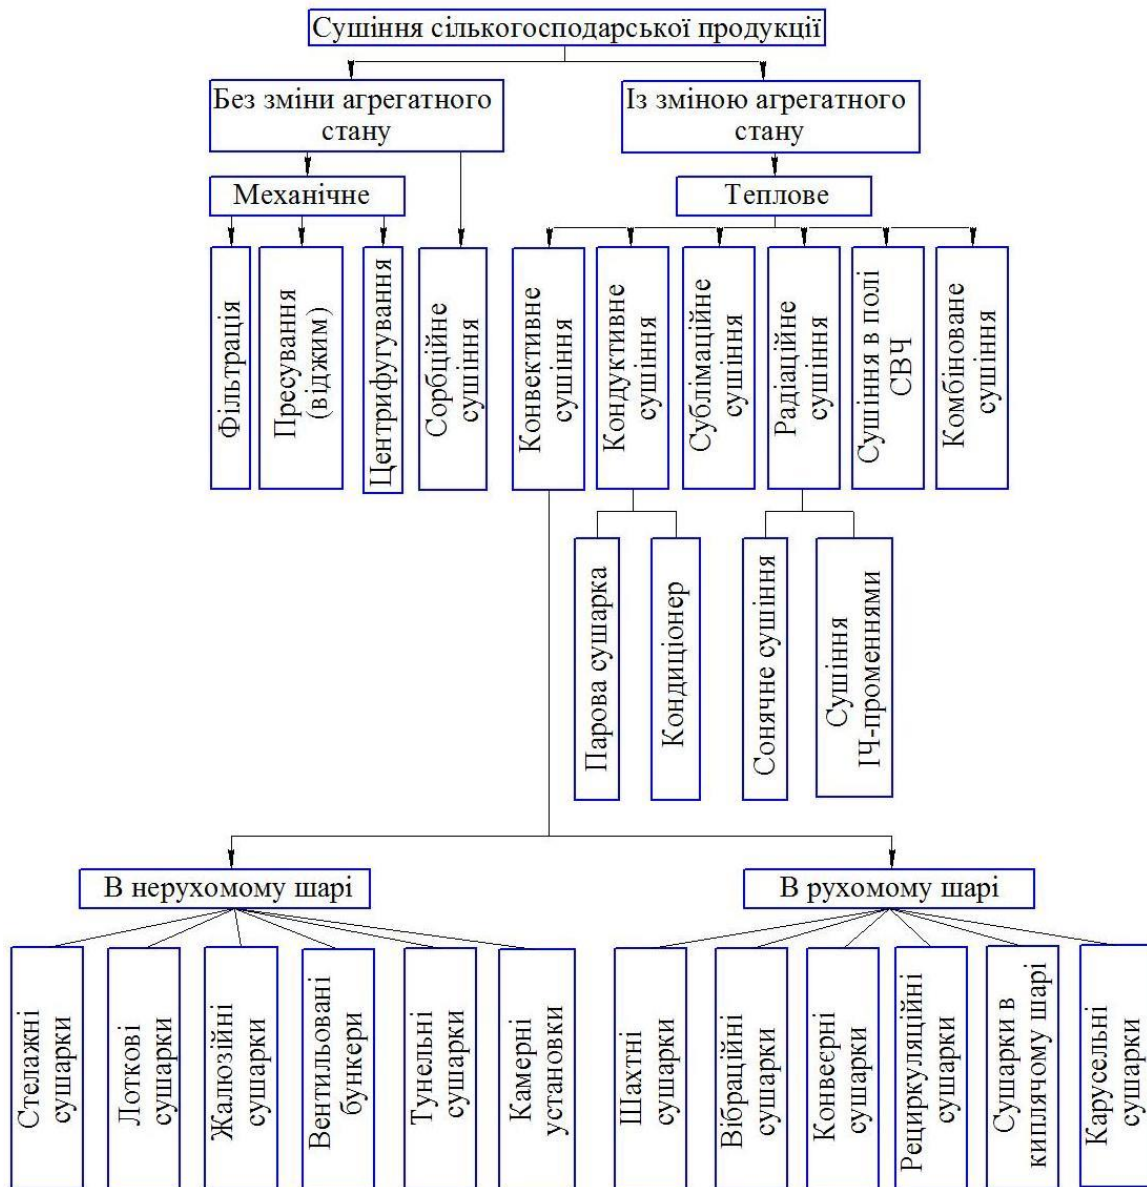 Сушіння сількогосподарської продукції
Без зміни агрегатного
стану
Із зміною агрегатного
стану
Механічне
Теплове
Фільтрація
Пресування
(віджим)
Центрифугування
Сорбційне
сушіння
Конвективне
сушіння
Кондуктивне
сушіння
Сублімаційне
сушіння
Радіаційне
сушіння
Сушіння в полі
СВЧ
Комбіноване
сушіння
Парова сушарка
Кондиціонер
Сонячне сушіння
Сушіння
ІЧ-променнями
В нерухомому шарі
В рухомому шарі
Стелажні
сушарки
Лоткові
сушарки
Жалюзійні
сушарки
Вентильовані
бункери
Тунельні
сушарки
Камерні
установки
Шахтні
сушарки
Вібраційні
сушарки
Конвеєрні
сушарки
Рециркуляційні
сушарки
Сушарки в
киплячому шарі
Карусельні
сушарки